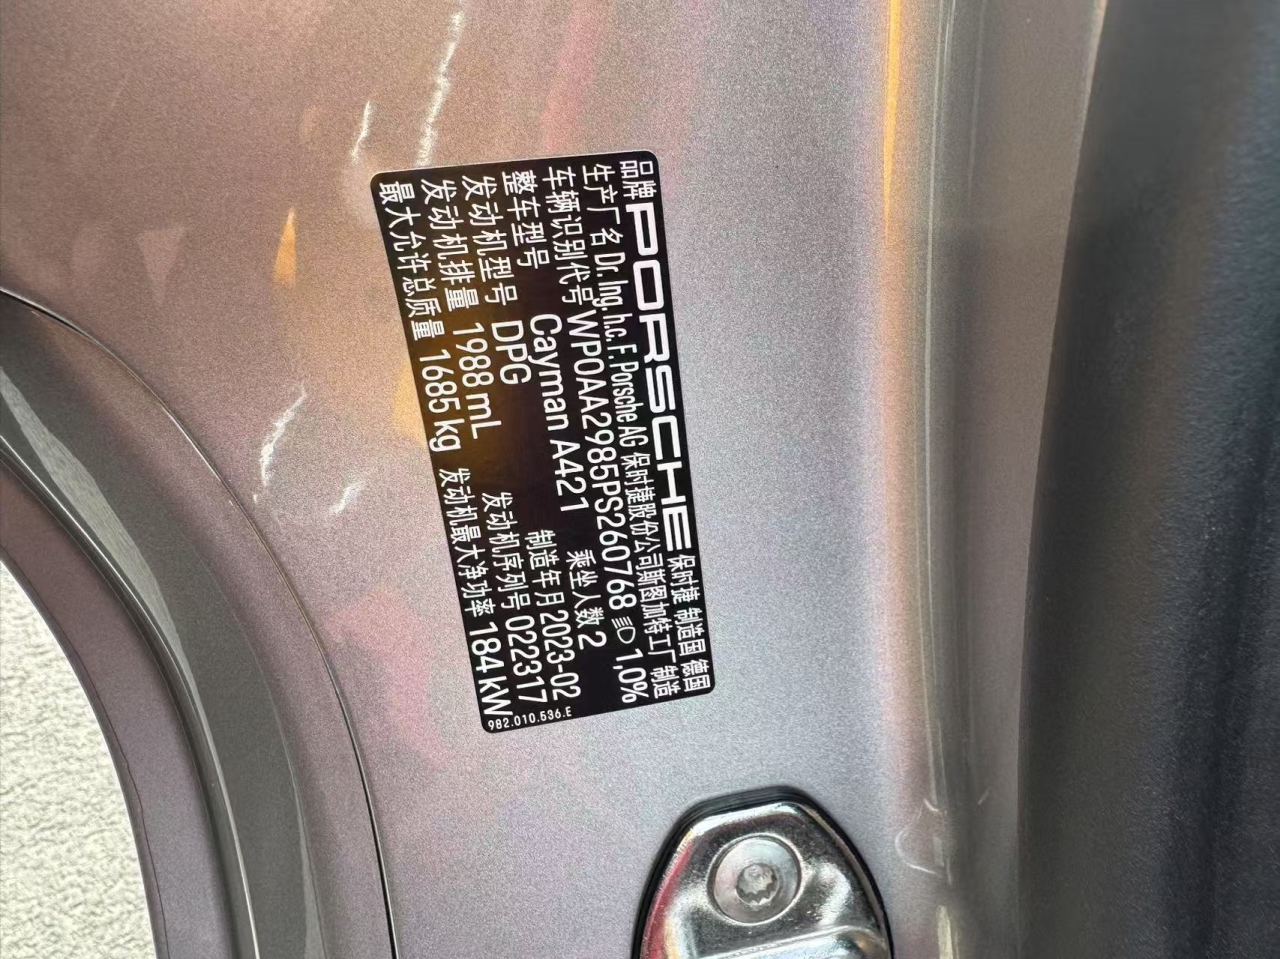 品牌 PORSCHE 保时捷 制造国 德国
生产厂名 Dr. Ing. h.c. F. Porsche AG 保时捷股份公司斯图加特工厂制造
车辆识别代号 WP0AA2985PS260768 1.0%
整车型号 Cayman A421 乘坐人数 2
发动机型号 DPG 制造年月 2023-02
发动机排量 1988 mL 发动机序列号 022317
最大允许总质量 1685 kg 发动机最大净功率 184 kW
982.010.536.E